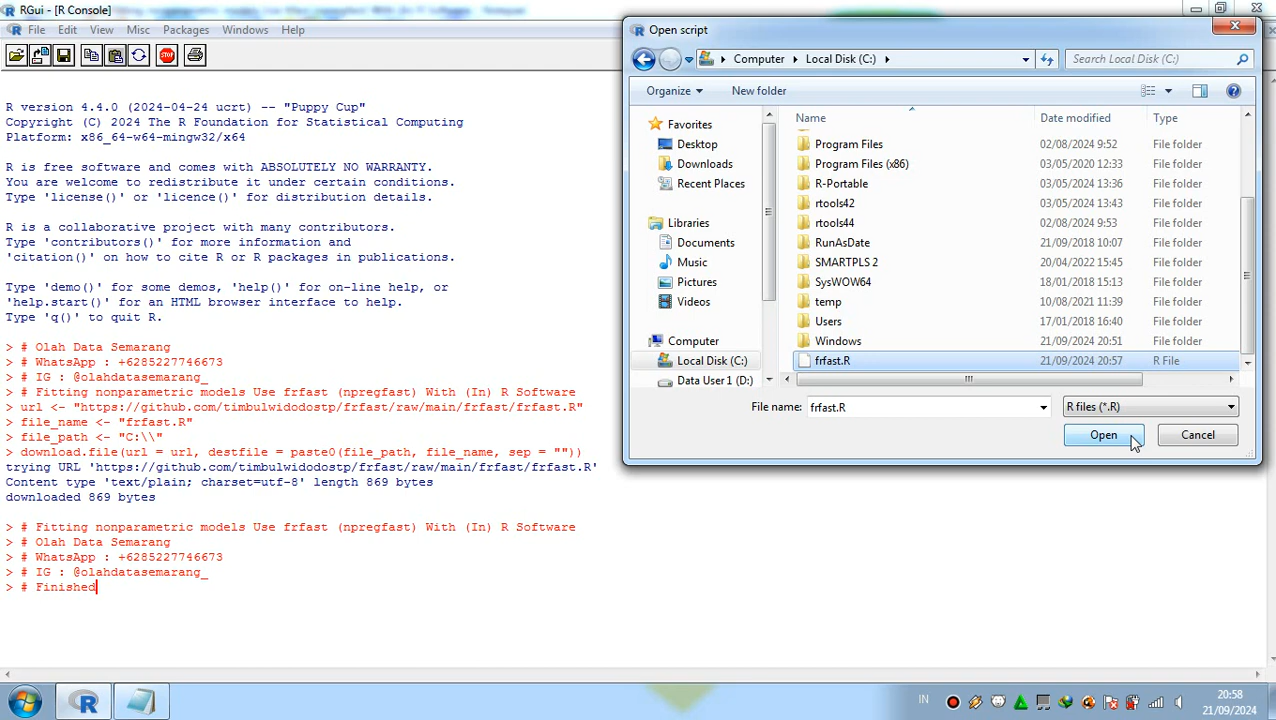 RGui - [R Console]
File Edit View Misc Packages Windows Help
STOP
R version 4.4.0 (2024-04-24 ucrt) -- "Puppy Cup"
Copyright (C) 2024 The R Foundation for Statistical Computing
Platform: x86_64-w64-mingw32/x64
R is free software and comes with ABSOLUTELY NO WARRANTY.
You are welcome to redistribute it under certain conditions.
Type 'license()' or 'licence()' for distribution details.
R is a collaborative project with many contributors.
Type 'contributors()' for more information and
'citation()' on how to cite R or R packages in publications.
Type 'demo()' for some demos, 'help()' for on-line help, or
'help.start()' for an HTML browser interface to help.
Type 'q()' to quit R.
> # Olah Data Semarang
> # WhatsApp : +6285227746673
> # IG : @olahdatasemarang_
> # Fitting nonparametric models Use frfast (npregfast) With (In) R Software
> url <- "https://github.com/timbulwidodostp/frfast/raw/main/frfast/frfast.R"
> file_name <- "frfast.R"
> file_path <- "C:\\"
> download.file(url = url, destfile = paste0(file_path, file_name, sep = ""))
trying URL 'https://github.com/timbulwidodostp/frfast/raw/main/frfast/frfast.R'
Content type 'text/plain; charset=utf-8' length 869 bytes
downloaded 869 bytes
> # Fitting nonparametric models Use frfast (npregfast) With (In) R Software
> # Olah Data Semarang
> # WhatsApp : +6285227746673
> # IG : @olahdatasemarang_
> # Finished
Open script
Computer Local Disk (C:)
Search Local Disk (C:)
Organize New folder
Favorites
Desktop
Downloads
Recent Places
Libraries
Documents
Music
Pictures
Videos
Computer
Local Disk (C:)
Data User 1 (D:)
Name Date modified Type
Program Files 02/08/2024 9:52 File folder
Program Files (x86) 03/05/2020 12:33 File folder
R-Portable 03/05/2024 13:36 File folder
rtools42 03/05/2024 13:43 File folder
rtools44 02/08/2024 9:53 File folder
RunAsDate 21/09/2018 10:07 File folder
SMARTPLS 2 20/04/2022 15:45 File folder
SysWOW64 18/01/2018 15:13 File folder
temp 10/08/2021 11:39 File folder
Users 17/01/2018 16:40 File folder
Windows 21/09/2024 20:51 File folder
frfast.R 21/09/2024 20:57 R File
File name: frfast.R
R files (*.R)
Open Cancel
IN
20:58
21/09/2024